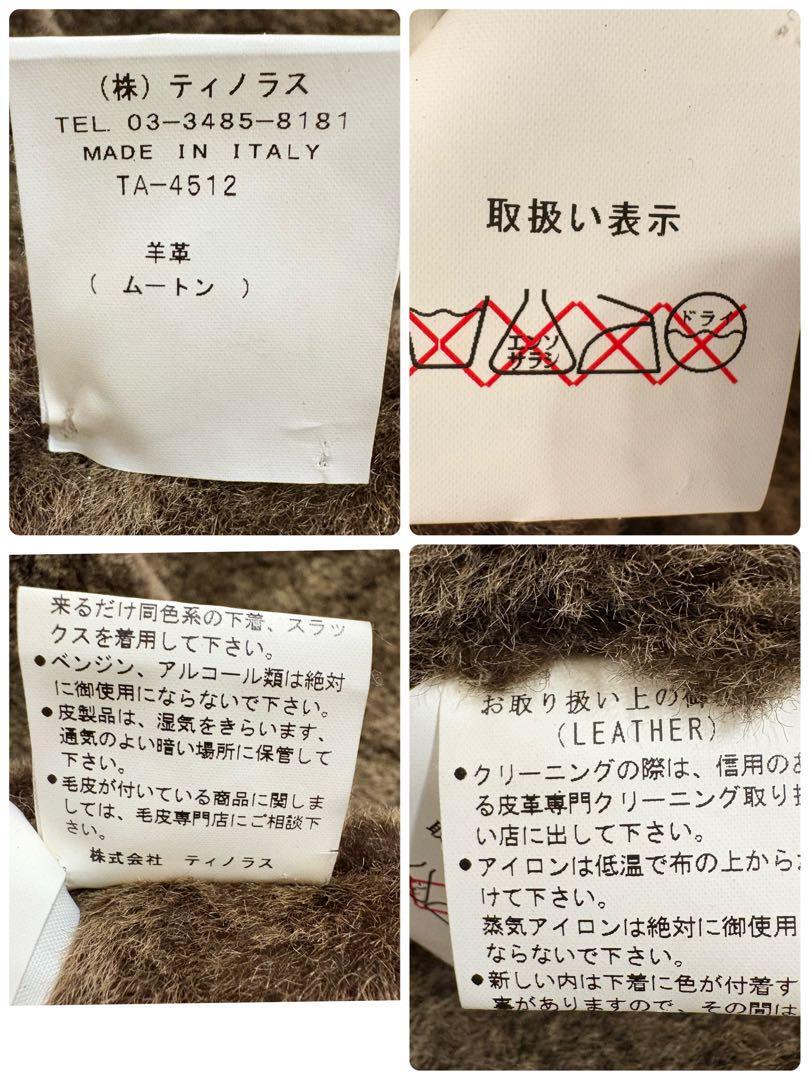 (株) ティノラス
TEL. 03-3485-8181
MADE IN ITALY
TA-4512
羊革
( ムートン )
取扱い表示
エンソ
サラシ
ドライ
来るだけ同色系の下着、スラッ
クスを着用して下さい。
●ベンジン、アルコール類は絶対
に御使用にならないで下さい。
●皮製品は、湿気をきらいます、
通気のよい暗い場所に保管して
下さい。
●毛皮が付いている商品に関しま
しては、毛皮専門店にご相談下
さい。
株式会社 ティノラス
お取り扱い上の御
(LEATHER)
●クリーニングの際は、信用のあ
る皮革専門クリーニング取り扱
い店に出して下さい。
●アイロンは低温で布の上から
けて下さい。
蒸気アイロンは絶対に御使用
ならないで下さい。
●新しい内は下着に色が付着す
事がありますので、その間は